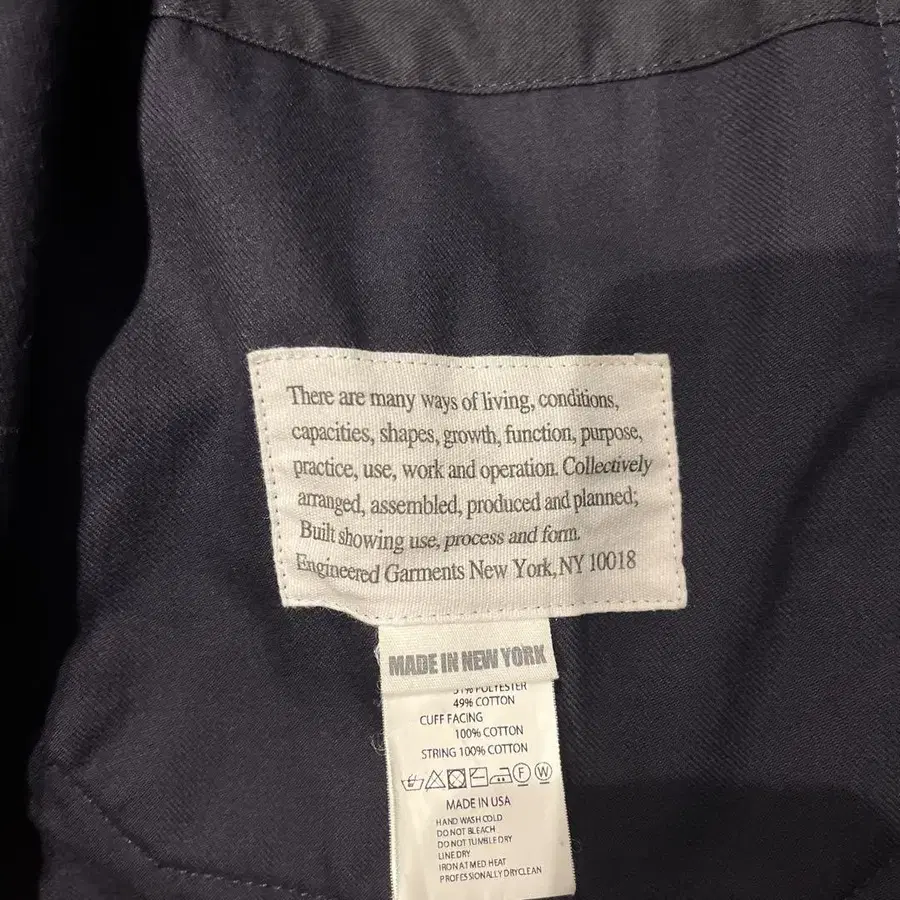 There are many ways of living, conditions,
capacities, shapes, growth, function, purpose,
practice, use, work and operation. Collectively
arranged, assembled, produced and planned;
Built showing use, process and form.
Engineered Garments New York, NY 10018
MADE IN NEW YORK
51% POLYESTER
49% COTTON
CUFF FACING
100% COTTON
STRING 100% COTTON
F W
MADE IN USA
HAND WASH COLD
DO NOT BLEACH
DO NOT TUMBLE DRY
LINE DRY
IRON AT MED HEAT
PROFESSIONALLY DRYCLEAN